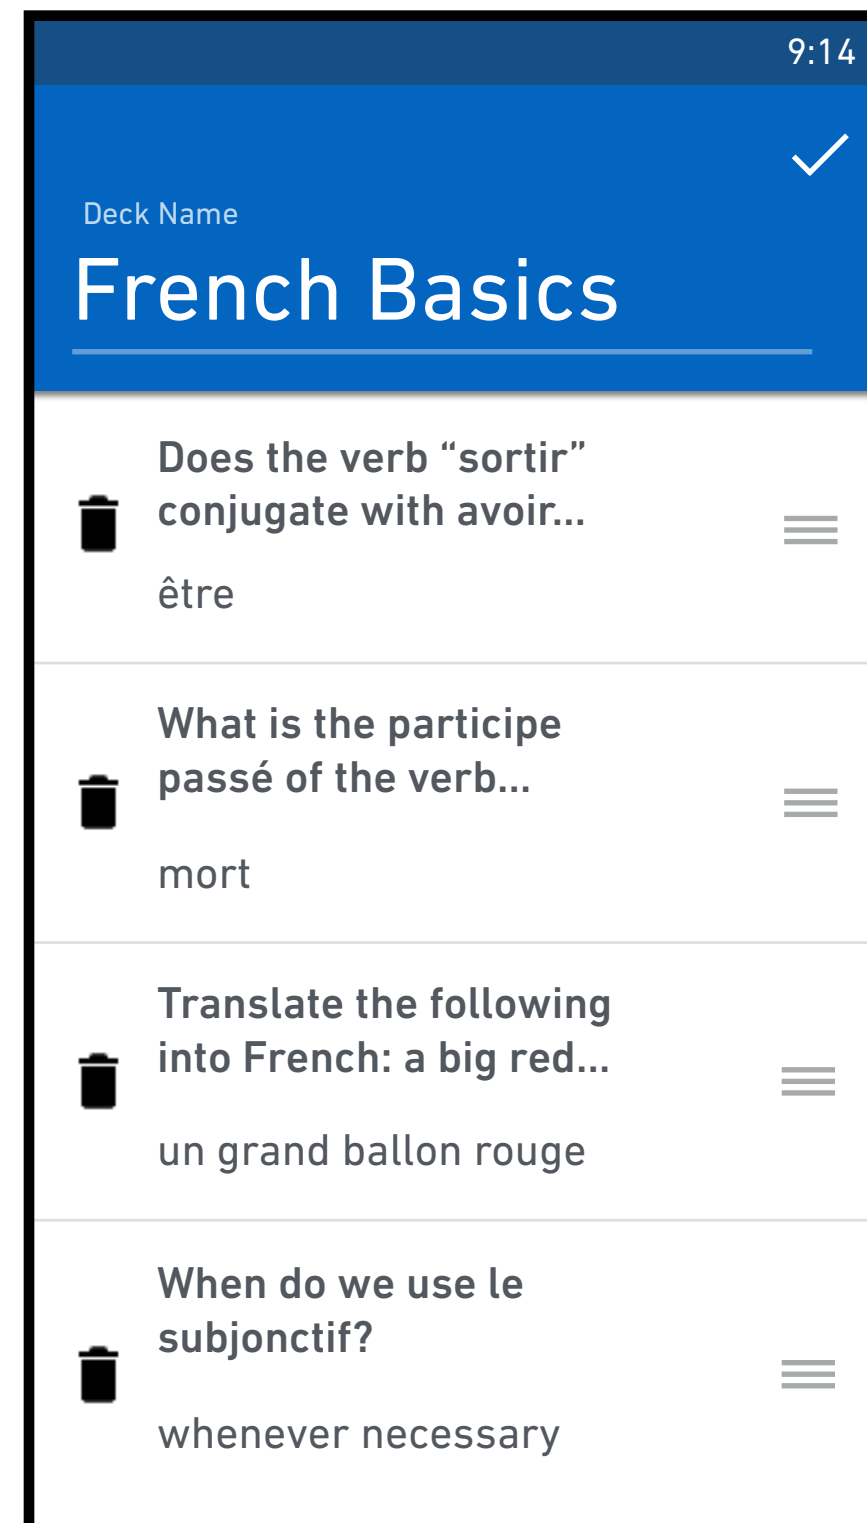 9:14
Deck Name
French Basics
Does the verb “sortir”
conjugate with avoir...
être
What is the participe
passé of the verb...
mort
Translate the following
into French: a big red...
un grand ballon rouge
When do we use le
subjonctif?
whenever necessary